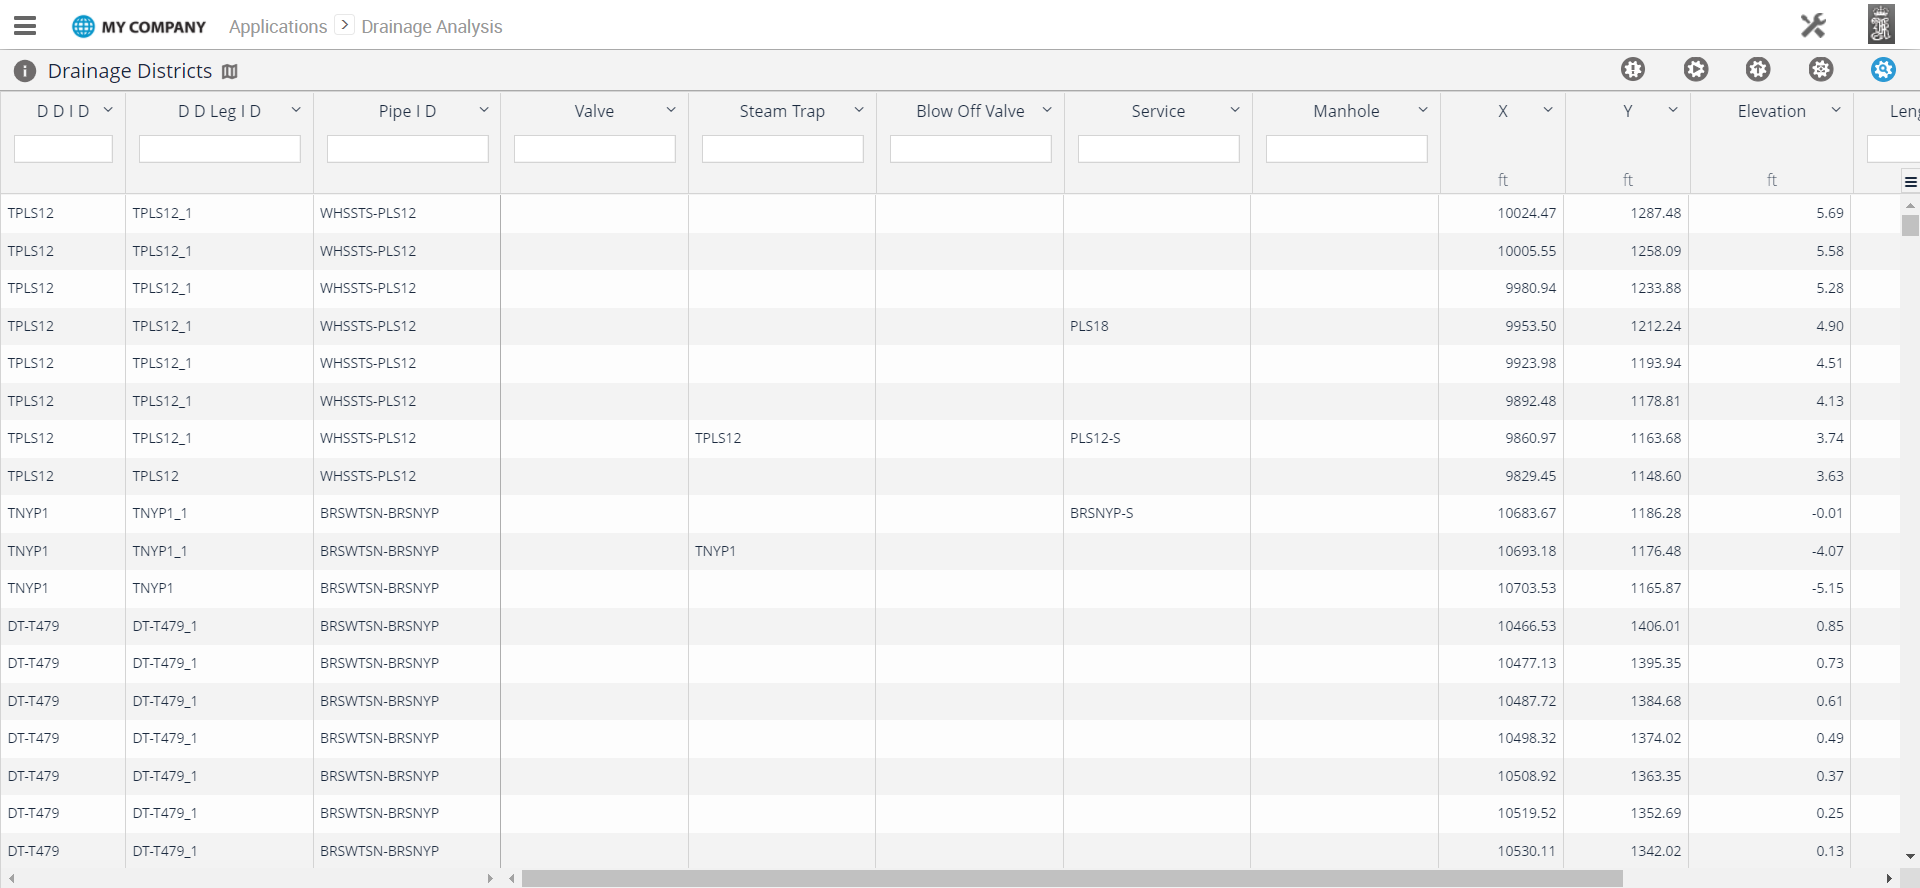 MY COMPANY Applications > Drainage Analysis
Drainage Districts
D D I D D D Leg I D Pipe I D Valve Steam Trap Blow Off Valve Service Manhole X Y Elevation Leng
ft ft ft
TPLS12 TPLS12_1 WHSSTS-PLS12 10024.47 1287.48 5.69
TPLS12 TPLS12_1 WHSSTS-PLS12 10005.55 1258.09 5.58
TPLS12 TPLS12_1 WHSSTS-PLS12 9980.94 1233.88 5.28
TPLS12 TPLS12_1 WHSSTS-PLS12 PLS18 9953.50 1212.24 4.90
TPLS12 TPLS12_1 WHSSTS-PLS12 9923.98 1193.94 4.51
TPLS12 TPLS12_1 WHSSTS-PLS12 9892.48 1178.81 4.13
TPLS12 TPLS12_1 WHSSTS-PLS12 TPLS12 PLS12-S 9860.97 1163.68 3.74
TPLS12 TPLS12 WHSSTS-PLS12 9829.45 1148.60 3.63
TNYP1 TNYP1_1 BRSWTSN-BRSNYP BRSNYP-S 10683.67 1186.28 -0.01
TNYP1 TNYP1_1 BRSWTSN-BRSNYP TNYP1 10693.18 1176.48 -4.07
TNYP1 TNYP1 BRSWTSN-BRSNYP 10703.53 1165.87 -5.15
DT-T479 DT-T479_1 BRSWTSN-BRSNYP 10466.53 1406.01 0.85
DT-T479 DT-T479_1 BRSWTSN-BRSNYP 10477.13 1395.35 0.73
DT-T479 DT-T479_1 BRSWTSN-BRSNYP 10487.72 1384.68 0.61
DT-T479 DT-T479_1 BRSWTSN-BRSNYP 10498.32 1374.02 0.49
DT-T479 DT-T479_1 BRSWTSN-BRSNYP 10508.92 1363.35 0.37
DT-T479 DT-T479_1 BRSWTSN-BRSNYP 10519.52 1352.69 0.25
DT-T479 DT-T479_1 BRSWTSN-BRSNYP 10530.11 1342.02 0.13